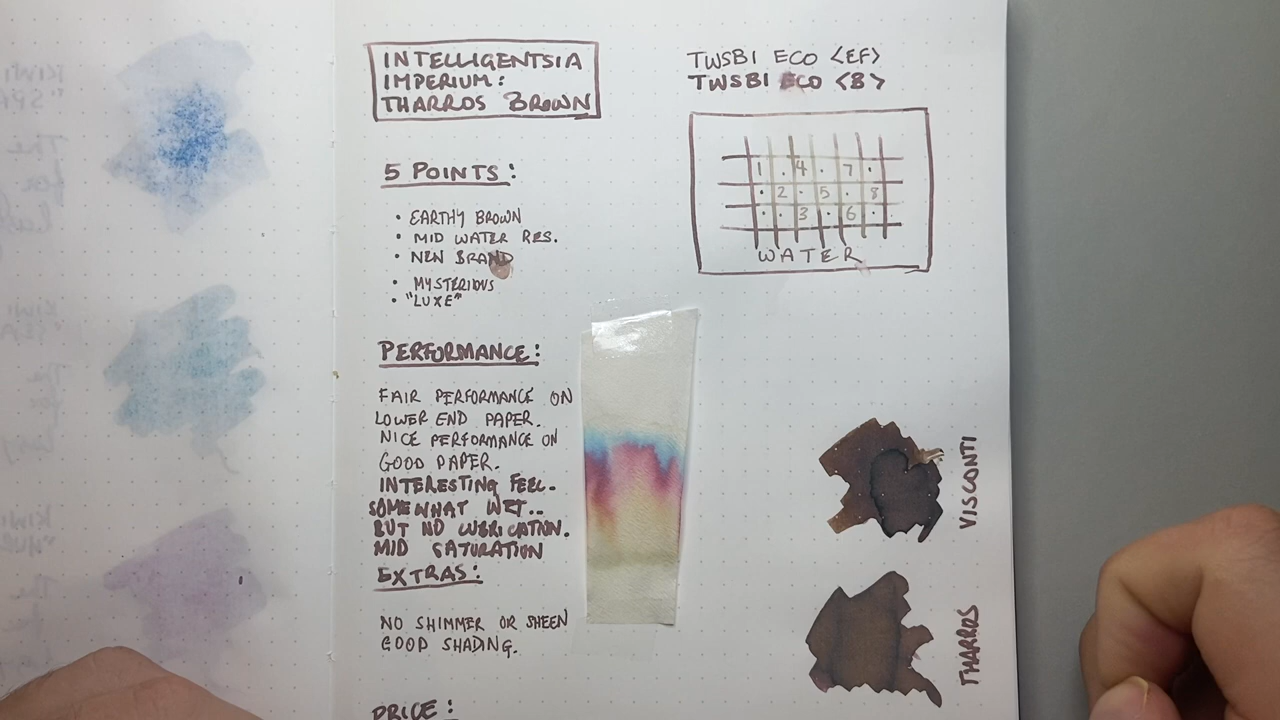 INTELLIGENTSIA
IMPERIUM:
THARROS BROWN
5 POINTS:
• EARTHY BROWN
• MID WATER RES.
• NEW BRAND
• MYSTERIOUS
• "LUXE"
PERFORMANCE:
FAIR PERFORMANCE ON
LOWER END PAPER.
NICE PERFORMANCE ON
GOOD PAPER.
INTERESTING FEEL.
SOMEWHAT WET..
BUT NO LUBRICATION.
MID SATURATION
EXTRAS:
NO SHIMMER OR SHEEN
GOOD SHADING.
PRICE:
TWSBI ECO <EF>
TWSBI ECO <B>
1 4 7
2 5 8
3 6
WATER
VISCONTI
THARROS